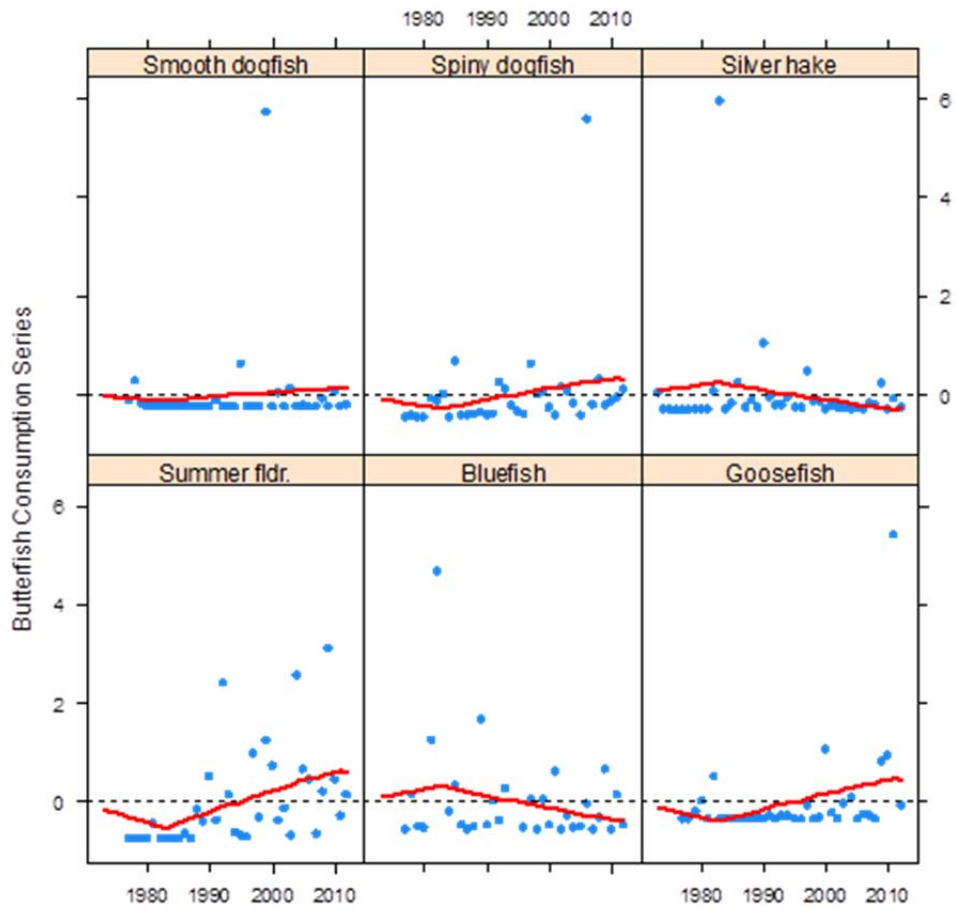 1980 1990 2000 2010
Smooth dogfish Spiny dogfish Silver hake
6
4
2
0
Summer fldr. Bluefish Goosefish
6
4
2
0
Butterfish Consumption Series
1980 1990 2000 2010
1980 1990 2000 2010